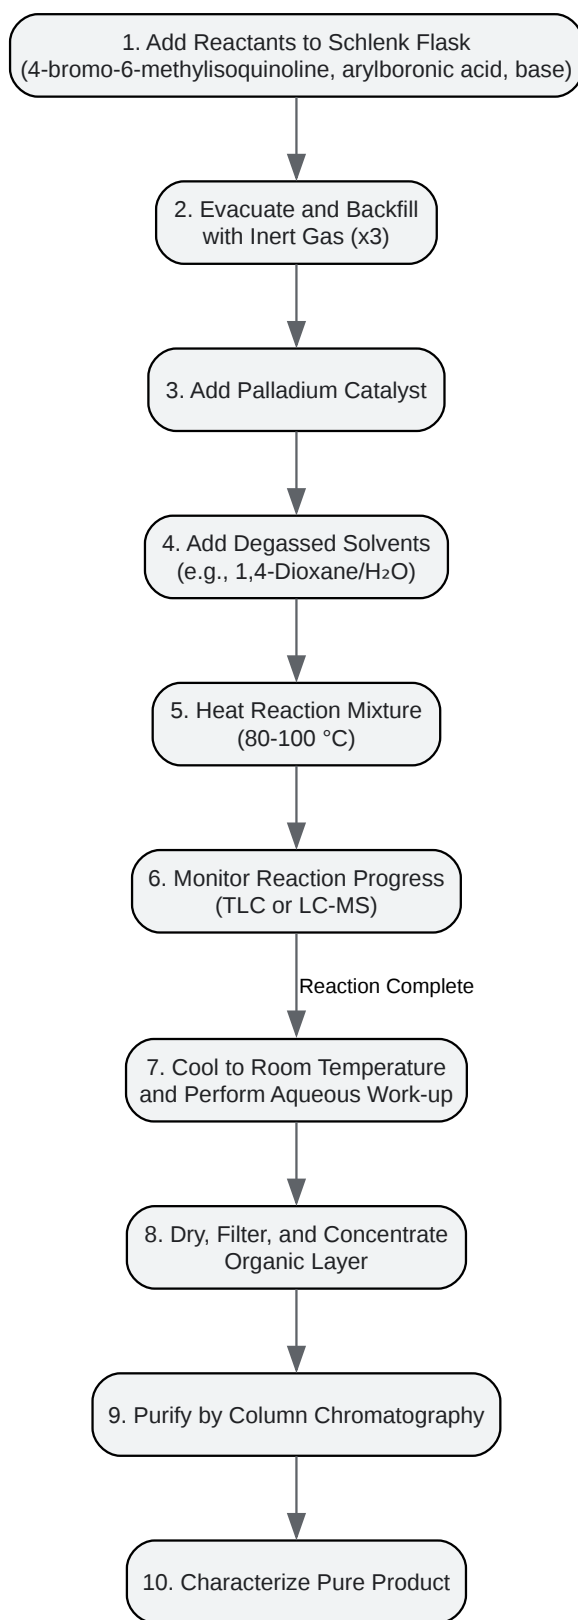 1. Add Reactants to Schlenk Flask
(4-bromo-6-methylisoquinoline, arylboronic acid, base)
2. Evacuate and Backfill
with Inert Gas (x3)
3. Add Palladium Catalyst
4. Add Degassed Solvents
(e.g., 1,4-Dioxane/H₂O)
5. Heat Reaction Mixture
(80-100 °C)
6. Monitor Reaction Progress
(TLC or LC-MS)
Reaction Complete
7. Cool to Room Temperature
and Perform Aqueous Work-up
8. Dry, Filter, and Concentrate
Organic Layer
9. Purify by Column Chromatography
10. Characterize Pure Product